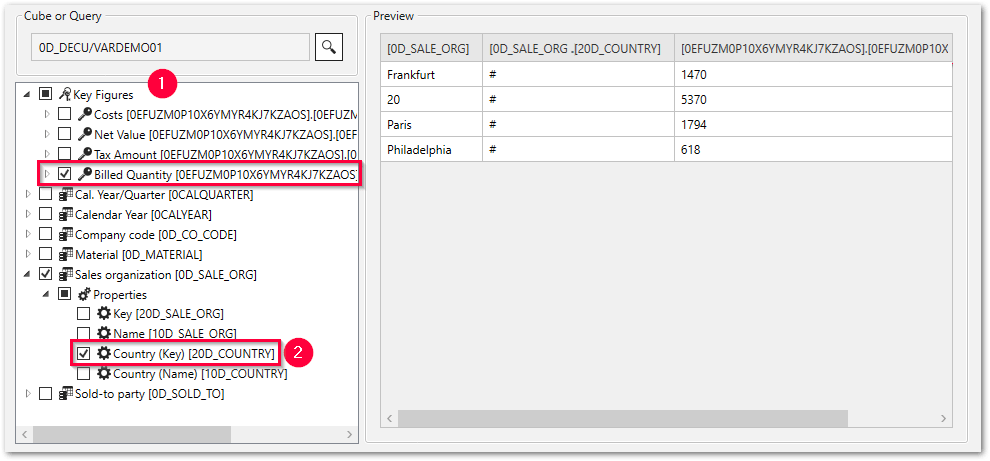 Cube or Query
0D_DECU/VARDEMO01
1
Key Figures
Costs [0EFUZM0P10X6YMYR4KJ7KZAOS].[0EFUZ
Net Value [0EFUZM0P10X6YMYR4KJ7KZAOS].[0EF
Tax Amount [0EFUZM0P10X6YMYR4KJ7KZAOS].[0
Billed Quantity [0EFUZM0P10X6YMYR4KJ7KZAOS]
Cal. Year/Quarter [0CALQUARTER]
Calendar Year [0CALYEAR]
Company code [0D_CO_CODE]
Material [0D_MATERIAL]
Sales organization [0D_SALE_ORG]
Properties
Key [20D_SALE_ORG]
Name [10D_SALE_ORG]
Country (Key) [20D_COUNTRY]
2
Country (Name) [10D_COUNTRY]
Sold-to party [0D_SOLD_TO]
Preview
[0D_SALE_ORG] [0D_SALE_ORG .[20D_COUNTRY] [0EFUZM0P10X6YMYR4KJ7KZAOS].[0EFUZM0P10X
Frankfurt # 1470
20 # 5370
Paris # 1794
Philadelphia # 618